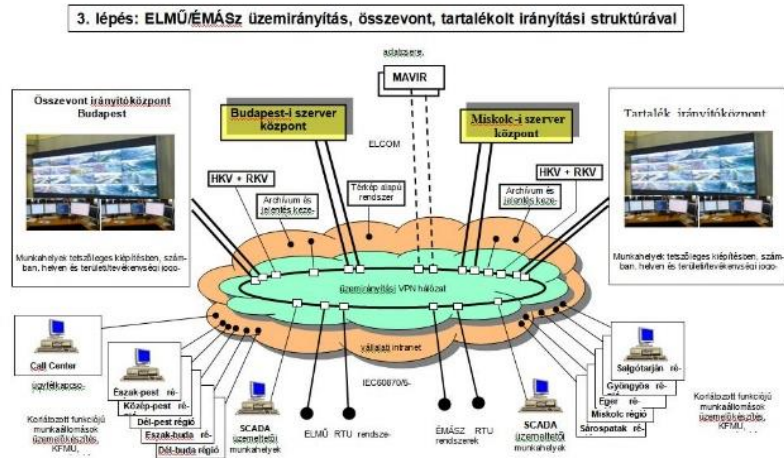 3. lépés: ELMŰ/ÉMÁSz üzemirányítás, összevont, tartalékolt irányítási struktúrával
adatcsere,
MAVIR
Összevont irányítóközpont
Budapest
Budapest-i szerver
központ
ELCOM
Miskolc-i szerver
központ
Tartalék irányítóközpont
HKV + RKV
Archívum és
jelentés keze-
Térkép alapú
rendszer
Archívum és
jelentés keze-
HKV + RKV
Munkahelyek tetszőleges kiépítésben, szám-
ban, helyen és területi/tevékenységi jogo-
Munkahelyek tetszőleges kiépítésben, szám-
ban, helyen és területi/tevékenységi jogo-
üzemirányítási VPN hálózat
vállalati intranet
IEC60870/5-
Call Center
ügyfélkapcso-
Korlátozott funkciójú
munkaállomások
üzemelőkészítés,
KFMU,
Észak-pest ré-
Közép-pest ré-
Dél-pest régió
Észak-buda ré-
Dél-buda régió
SCADA
üzemeltetői
munkahelyek
ELMŰ RTU rendsze-
ÉMÁSZ RTU
rendszerek
SCADA
üzemeltetői
munkahelyek
Salgótarján ré-
Gyöngyös ré-
Eger ré-
Miskolc régió
Sárospatak ré-
Korlátozott funkciójú
munkaállomások
üzemelőkészítés,
KFMU,